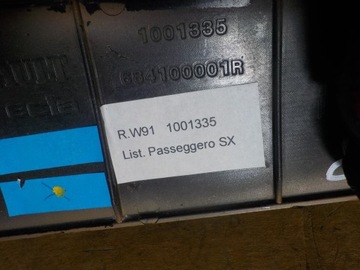 1001335
684100001R
R.W91 1001335
List. Passeggero SX